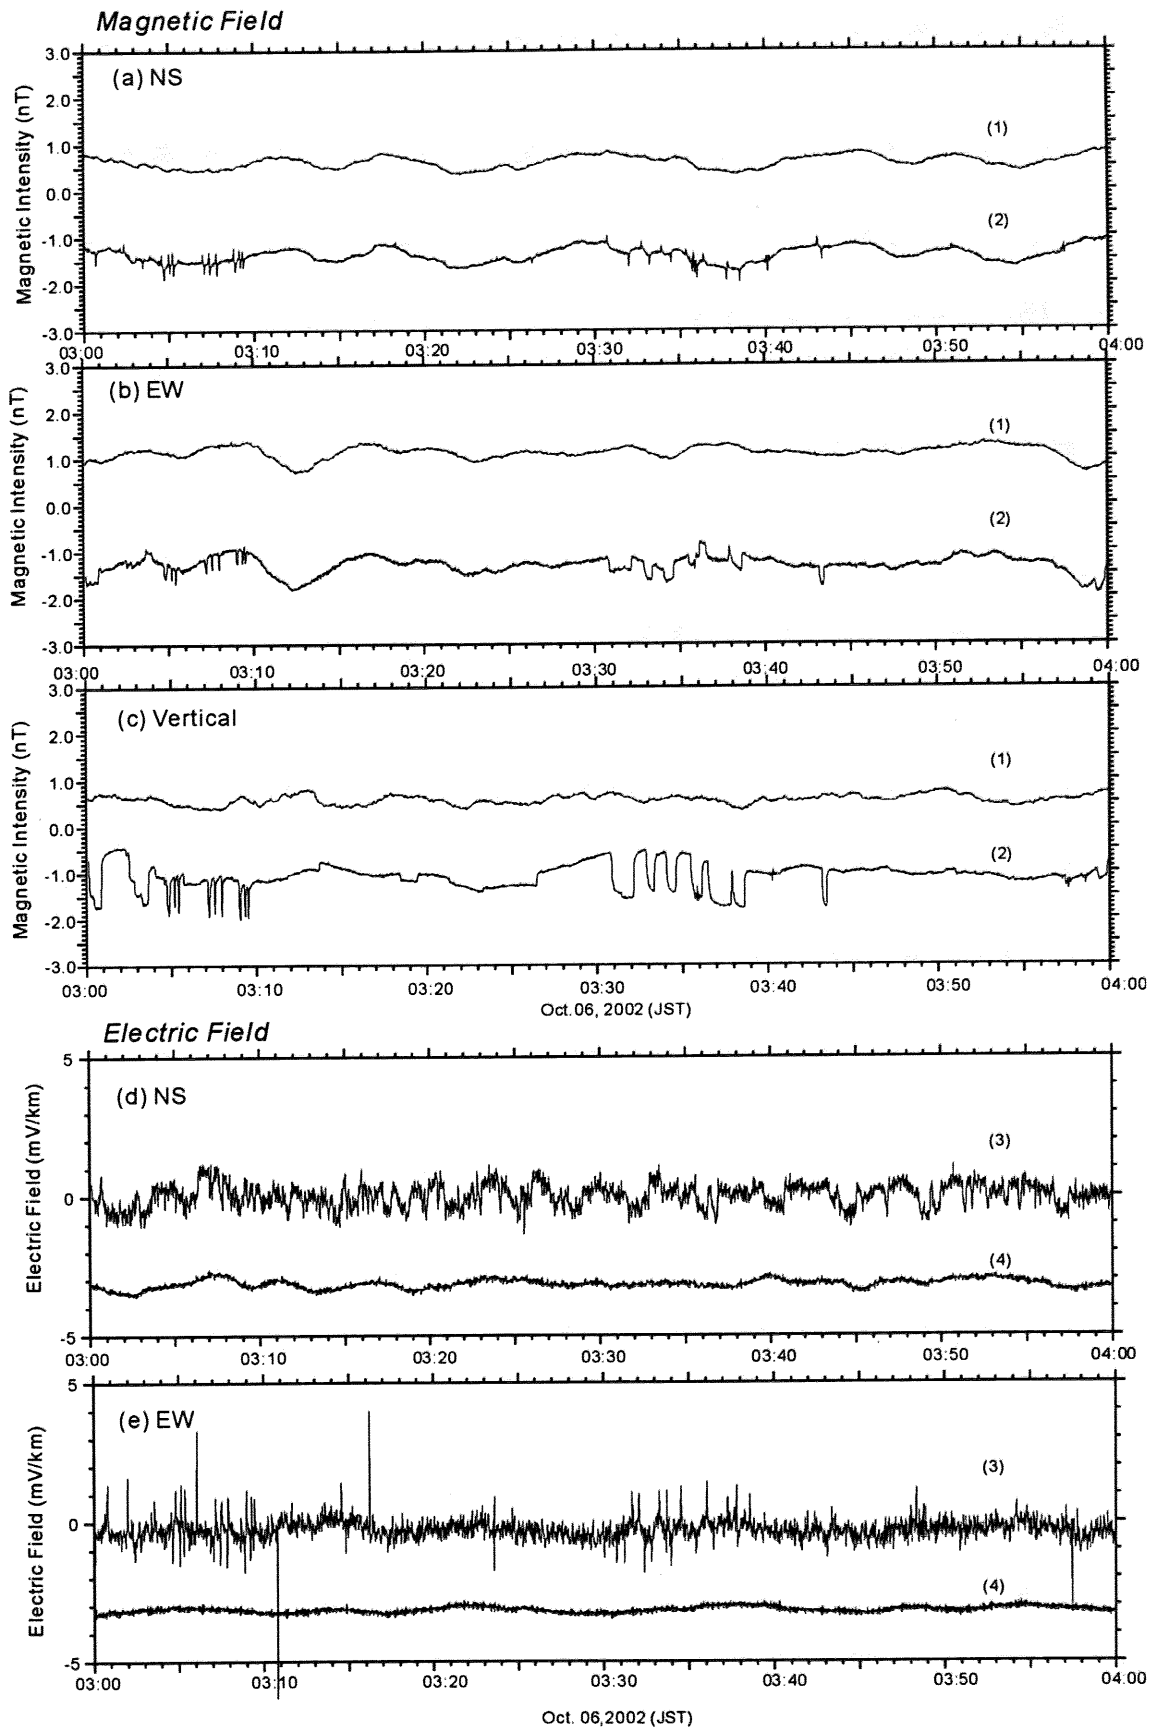 Magnetic Field
(a) NS
Magnetic Intensity (nT)
3.0
2.0
1.0
0.0
-1.0
-2.0
-3.0
(1)
(2)
03:00 03:10 03:20 03:30 03:40 03:50 04:00
(b) EW
Magnetic Intensity (nT)
3.0
2.0
1.0
0.0
-1.0
-2.0
-3.0
(1)
(2)
03:00 03:10 03:20 03:30 03:40 03:50 04:00
(c) Vertical
Magnetic Intensity (nT)
3.0
2.0
1.0
0.0
-1.0
-2.0
-3.0
(1)
(2)
03:00 03:10 03:20 03:30 03:40 03:50 04:00
Oct.06, 2002 (JST)
Electric Field
(d) NS
Electric Field (mV/km)
5
0
-5
(3)
(4)
03:00 03:10 03:20 03:30 03:40 03:50 04:00
(e) EW
Electric Field (mV/km)
5
0
-5
(3)
(4)
03:00 03:10 03:20 03:30 03:40 03:50 04:00
Oct. 06,2002 (JST)